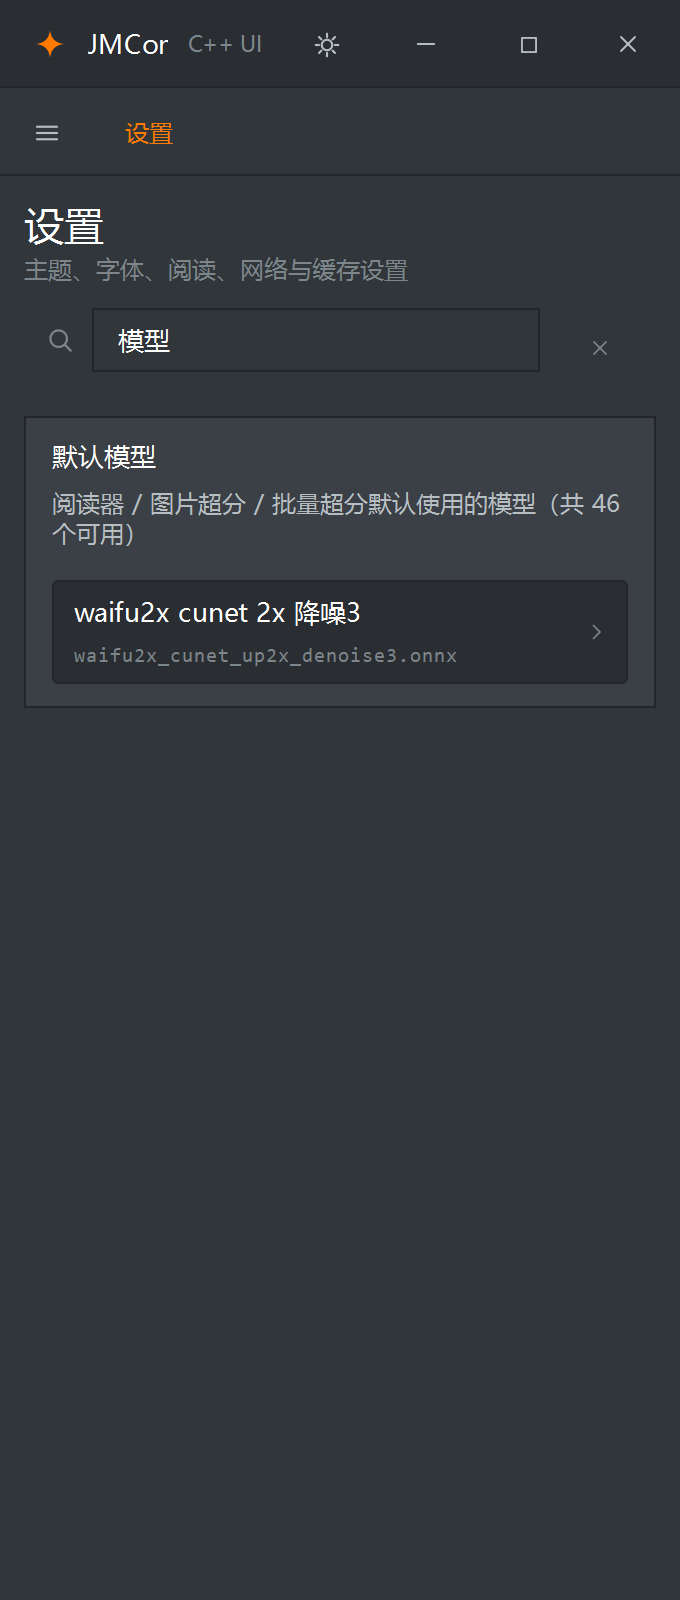 JMCor C++ UI
设置
设置
主题、字体、阅读、网络与缓存设置
模型
默认模型
阅读器 / 图片超分 / 批量超分默认使用的模型（共 46
个可用）
waifu2x cunet 2x 降噪3
waifu2x_cunet_up2x_denoise3.onnx